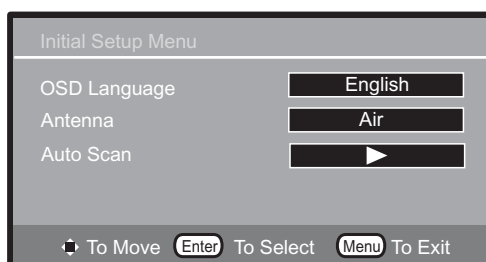 Initial Setup Menu
OSD Language English
Antenna Air
Auto Scan
To Move Enter To Select Menu To Exit